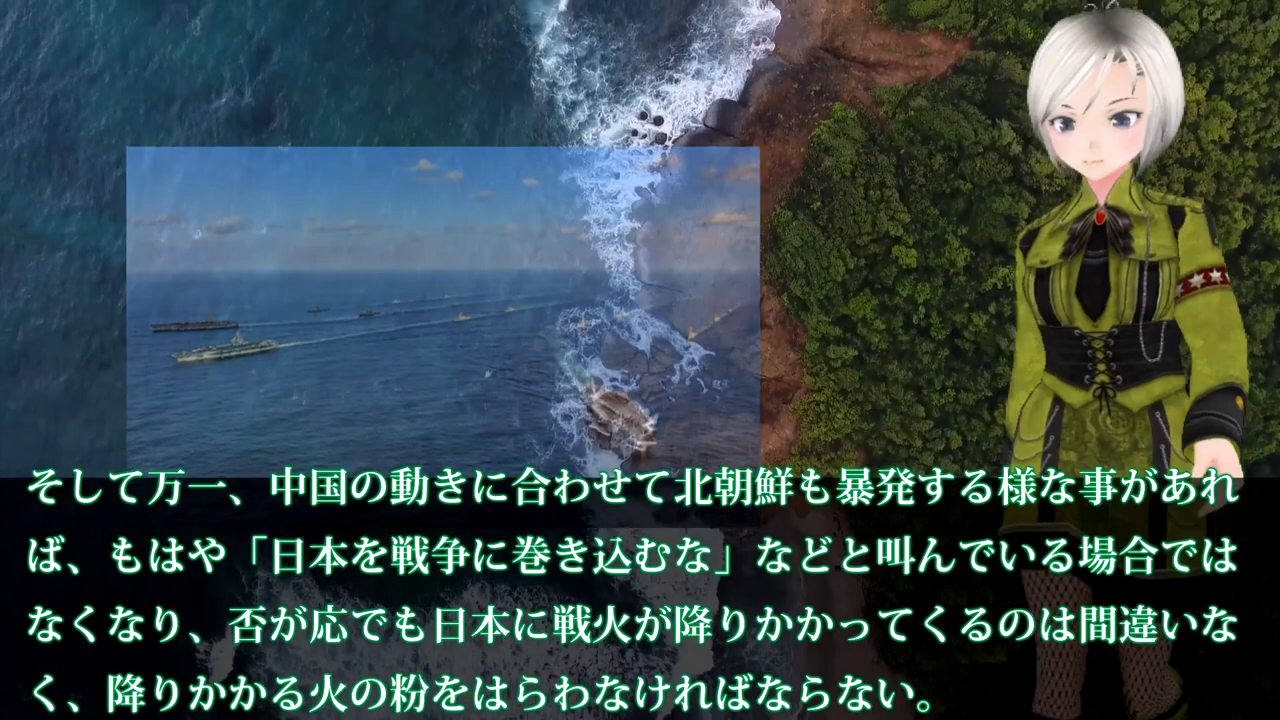 そして万一、中国の動きに合わせて北朝鮮も暴発する様な事があれ
ば、もはや「日本を戦争に巻き込むな」などと叫んでいる場合では
なくなり、否が応でも日本に戦火が降りかかってくるのは間違いな
く、降りかかる火の粉をはらわなければならない。